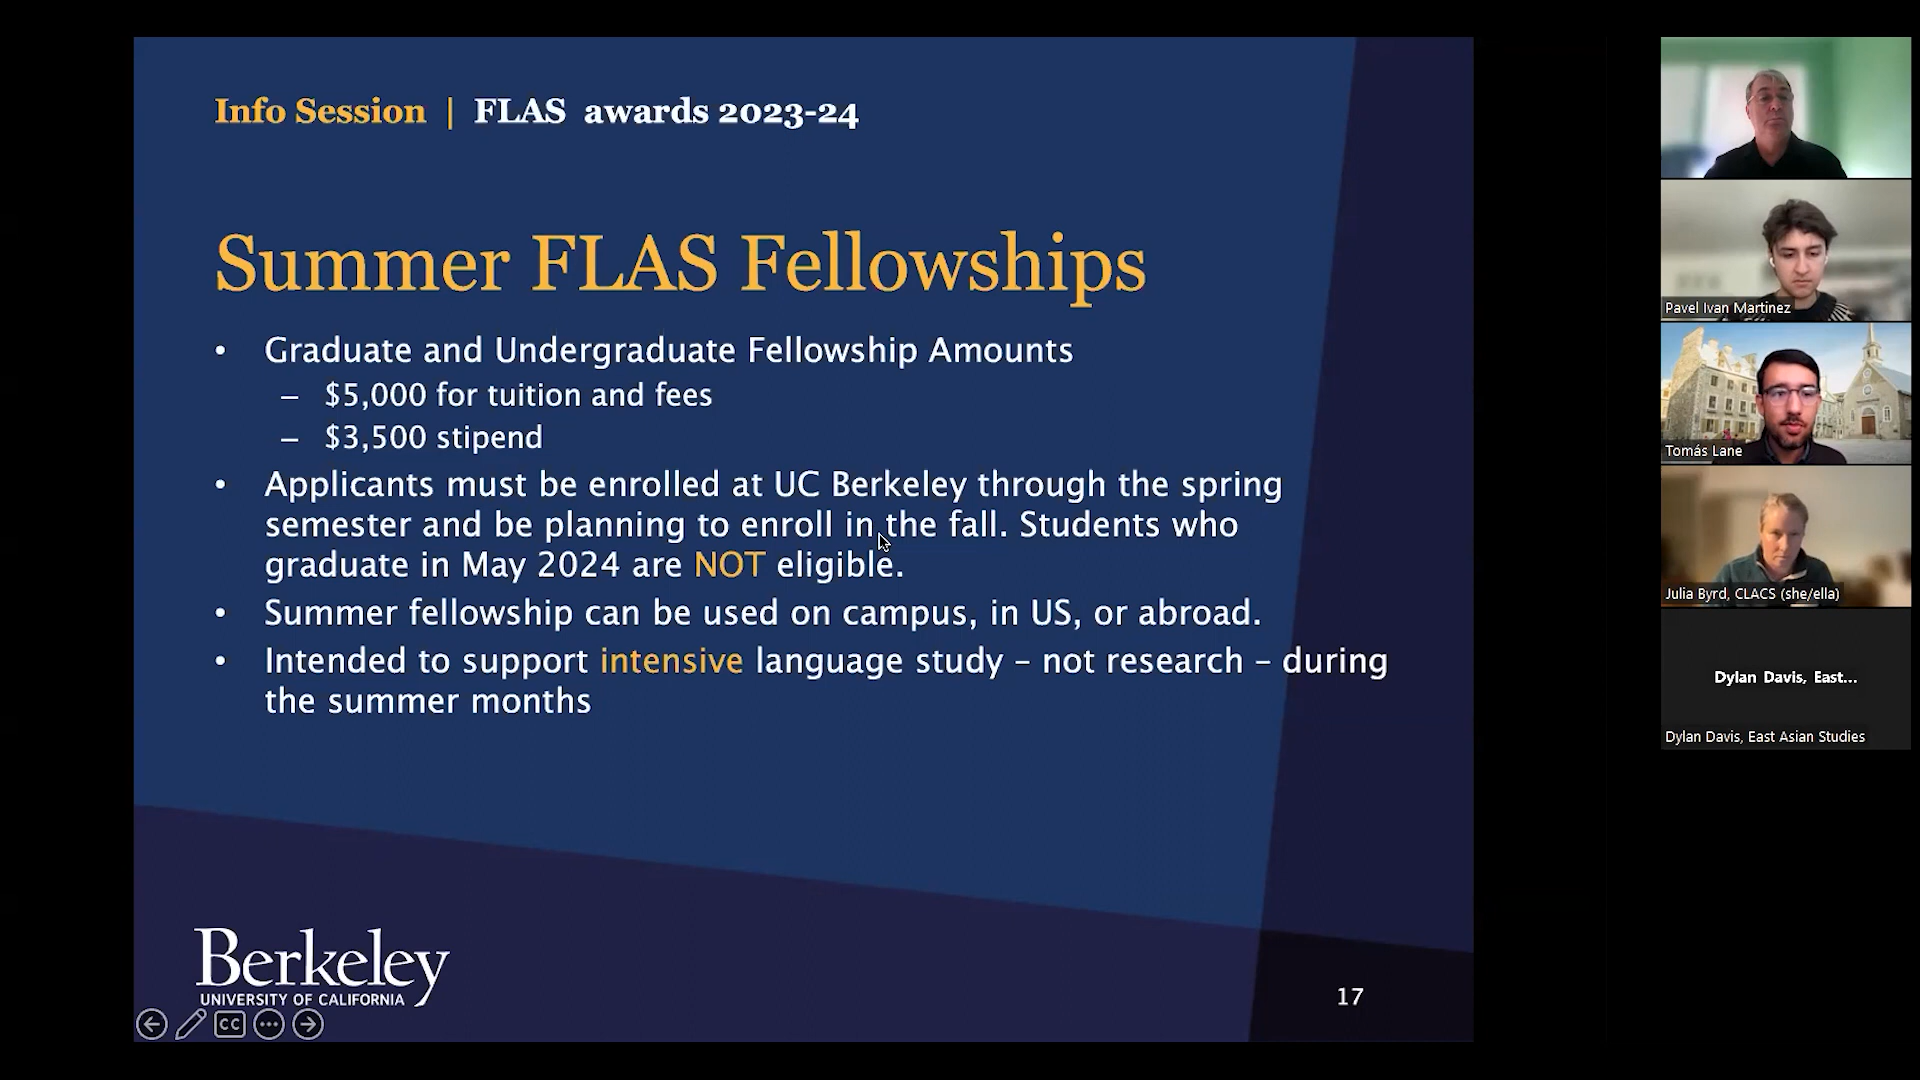 Info Session | FLAS awards 2023-24
Summer FLAS Fellowships
• Graduate and Undergraduate Fellowship Amounts
– $5,000 for tuition and fees
– $3,500 stipend
• Applicants must be enrolled at UC Berkeley through the spring
semester and be planning to enroll in the fall. Students who
graduate in May 2024 are NOT eligible.
• Summer fellowship can be used on campus, in US, or abroad.
• Intended to support intensive language study – not research – during
the summer months
Berkeley
UNIVERSITY OF CALIFORNIA
CC
17
Pavel Ivan Martinez
Tomás Lane
Julia Byrd, CLACS (she/ella)
Dylan Davis, East...
Dylan Davis, East Asian Studies